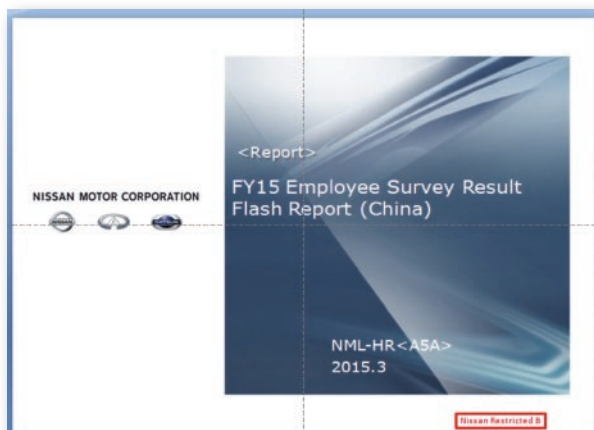 <Report>
FY15 Employee Survey Result
Flash Report (China)
NISSAN MOTOR CORPORATION
NML-HR<A5A>
2015.3
Nissan Restricted B